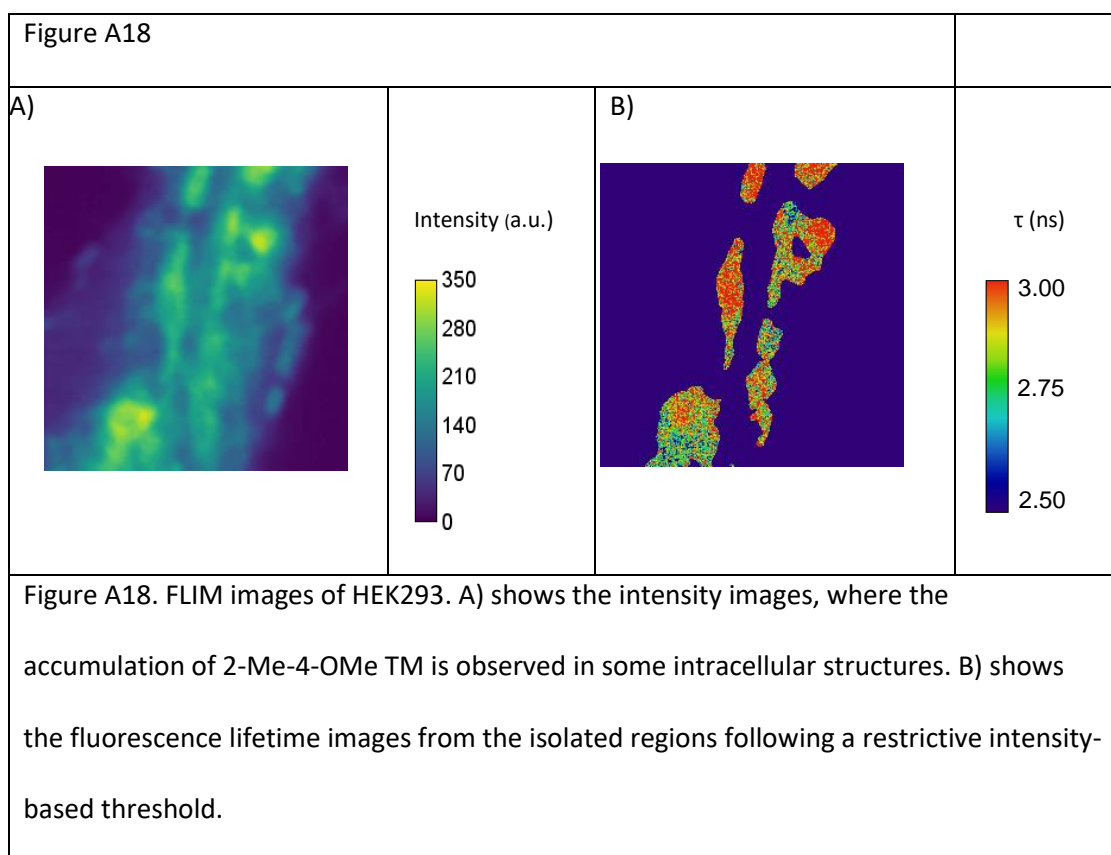 Figure A18
A)
B)
Intensity (a.u.)
350
280
210
140
70
0
τ (ns)
3.00
2.75
2.50
Figure A18. FLIM images of HEK293. A) shows the intensity images, where the
accumulation of 2-Me-4-OMe TM is observed in some intracellular structures. B) shows
the fluorescence lifetime images from the isolated regions following a restrictive intensity-
based threshold.